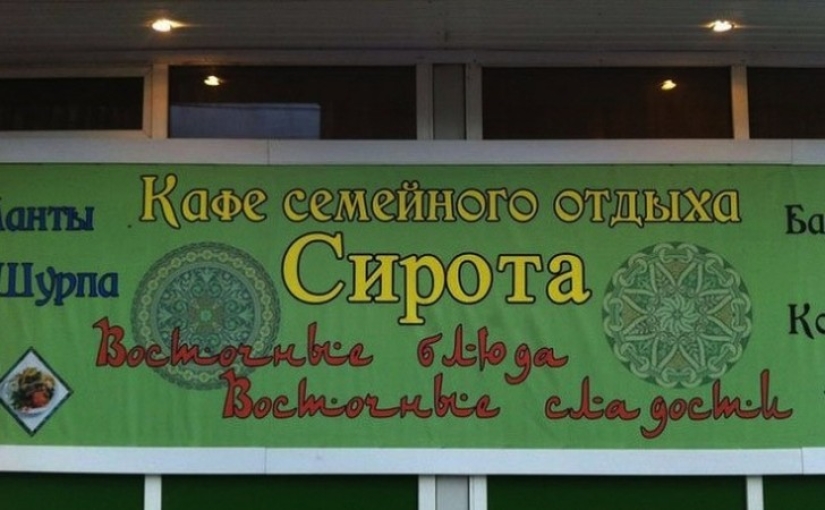 Кафе семейного отдыха
Сирота
Восточные блюда
Восточные сладости
Шурпа